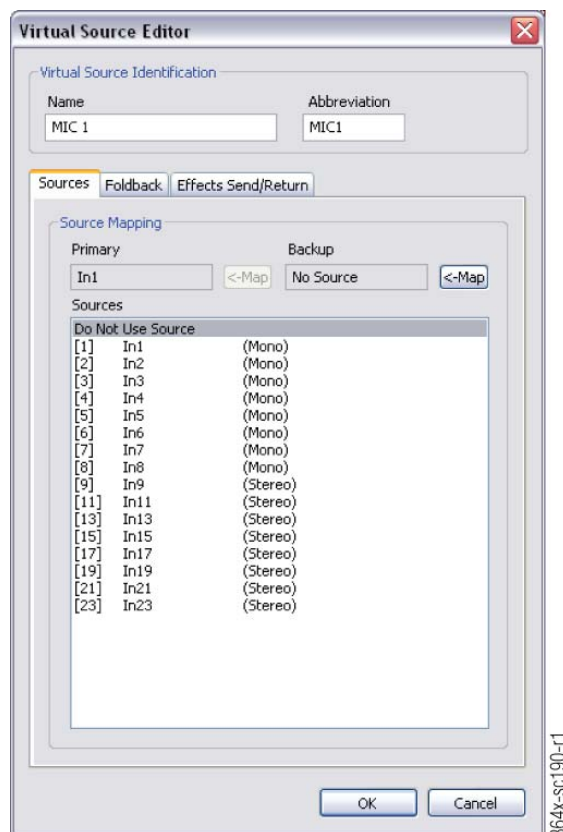 Virtual Source Editor
Virtual Source Identification
Name Abbreviation
MIC 1 MIC1
Sources Foldback Effects Send/Return
Source Mapping
Primary Backup
In1 <-Map No Source <-Map
Sources
Do Not Use Source
[1] In1 (Mono)
[2] In2 (Mono)
[3] In3 (Mono)
[4] In4 (Mono)
[5] In5 (Mono)
[6] In6 (Mono)
[7] In7 (Mono)
[8] In8 (Mono)
[9] In9 (Stereo)
[11] In11 (Stereo)
[13] In13 (Stereo)
[15] In15 (Stereo)
[17] In17 (Stereo)
[19] In19 (Stereo)
[21] In21 (Stereo)
[23] In23 (Stereo)
OK Cancel
364x-sc190-r1